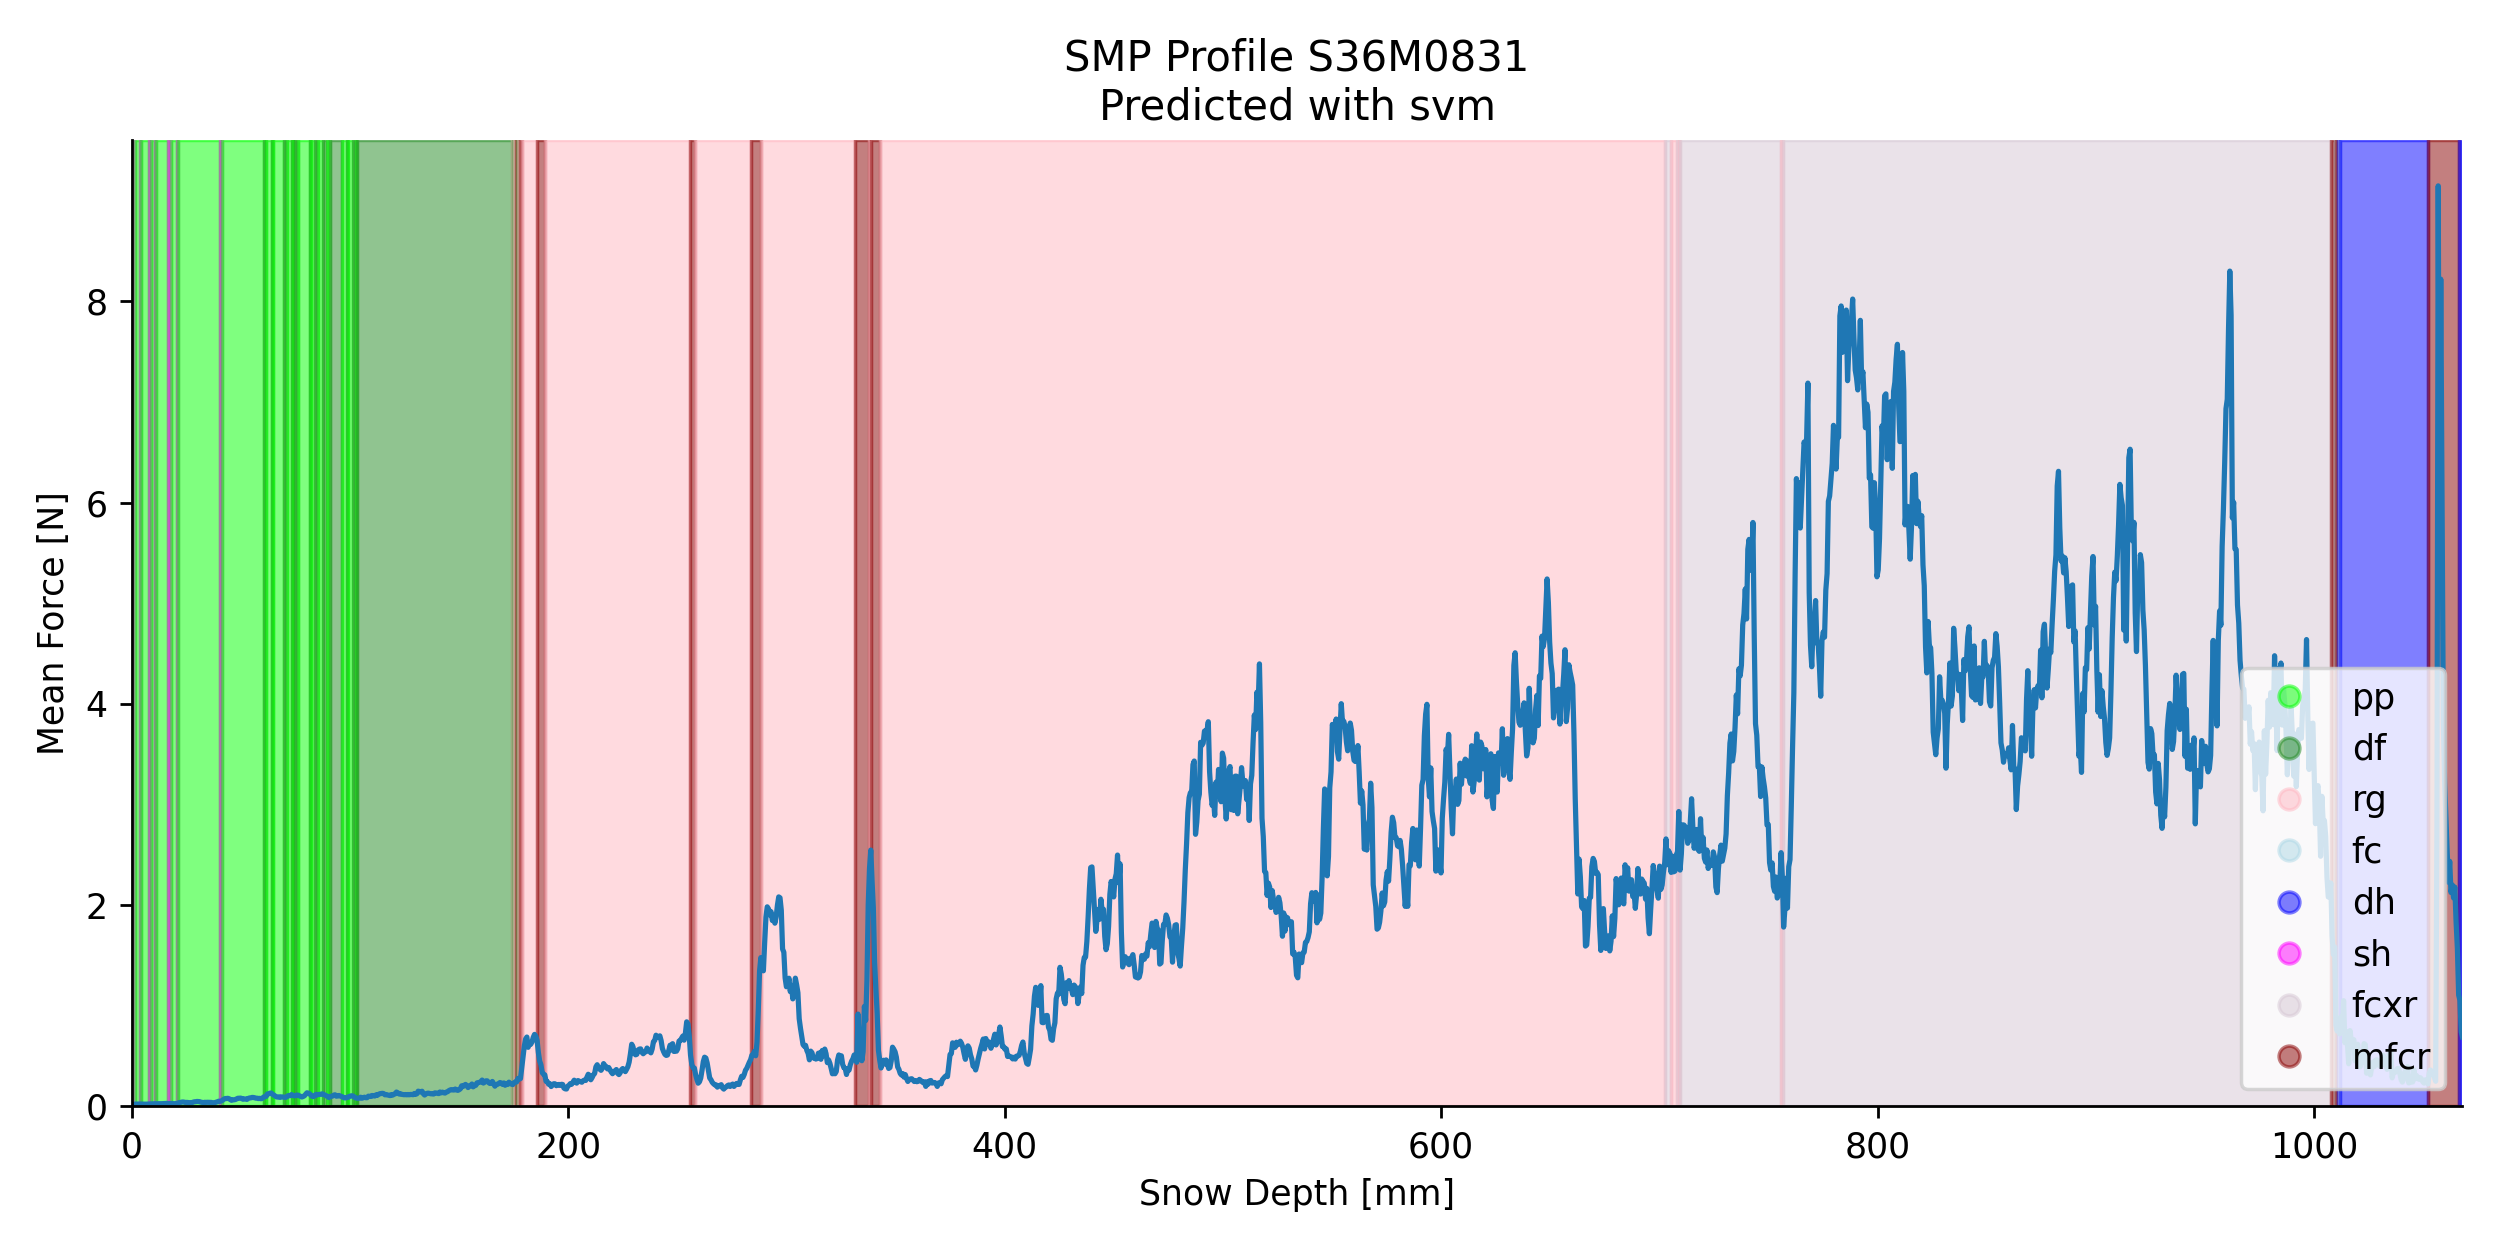 SMP Profile S36M0831
Predicted with svm
Mean Force [N]
8
6
4
2
0
0 200 400 600 800 1000
Snow Depth [mm]
pp
df
rg
fc
dh
sh
fcxr
mfcr